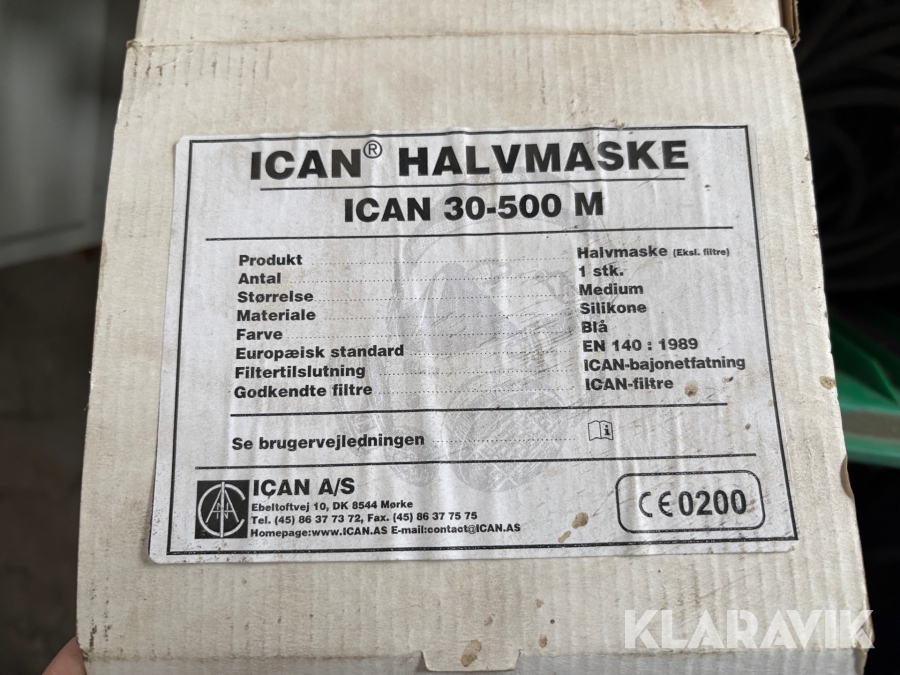 ICAN® HALVMASKE
ICAN 30-500 M
Produkt Halvmaske (Eksl. filtre)
Antal 1 stk.
Størrelse Medium
Materiale Silikone
Farve Blå
Europæisk standard EN 140 : 1989
Filtertilslutning ICAN-bajonetfatning
Godkendte filtre ICAN-filtre
Se brugervejledningen
ICAN A/S
Ebeltoftvej 10, DK 8544 Mørke
Tel. (45) 86 37 73 72, Fax. (45) 86 37 75 75
Homepage:www.ICAN.AS E-mail:contact@ICAN.AS
CE 0200
KLARAVIK